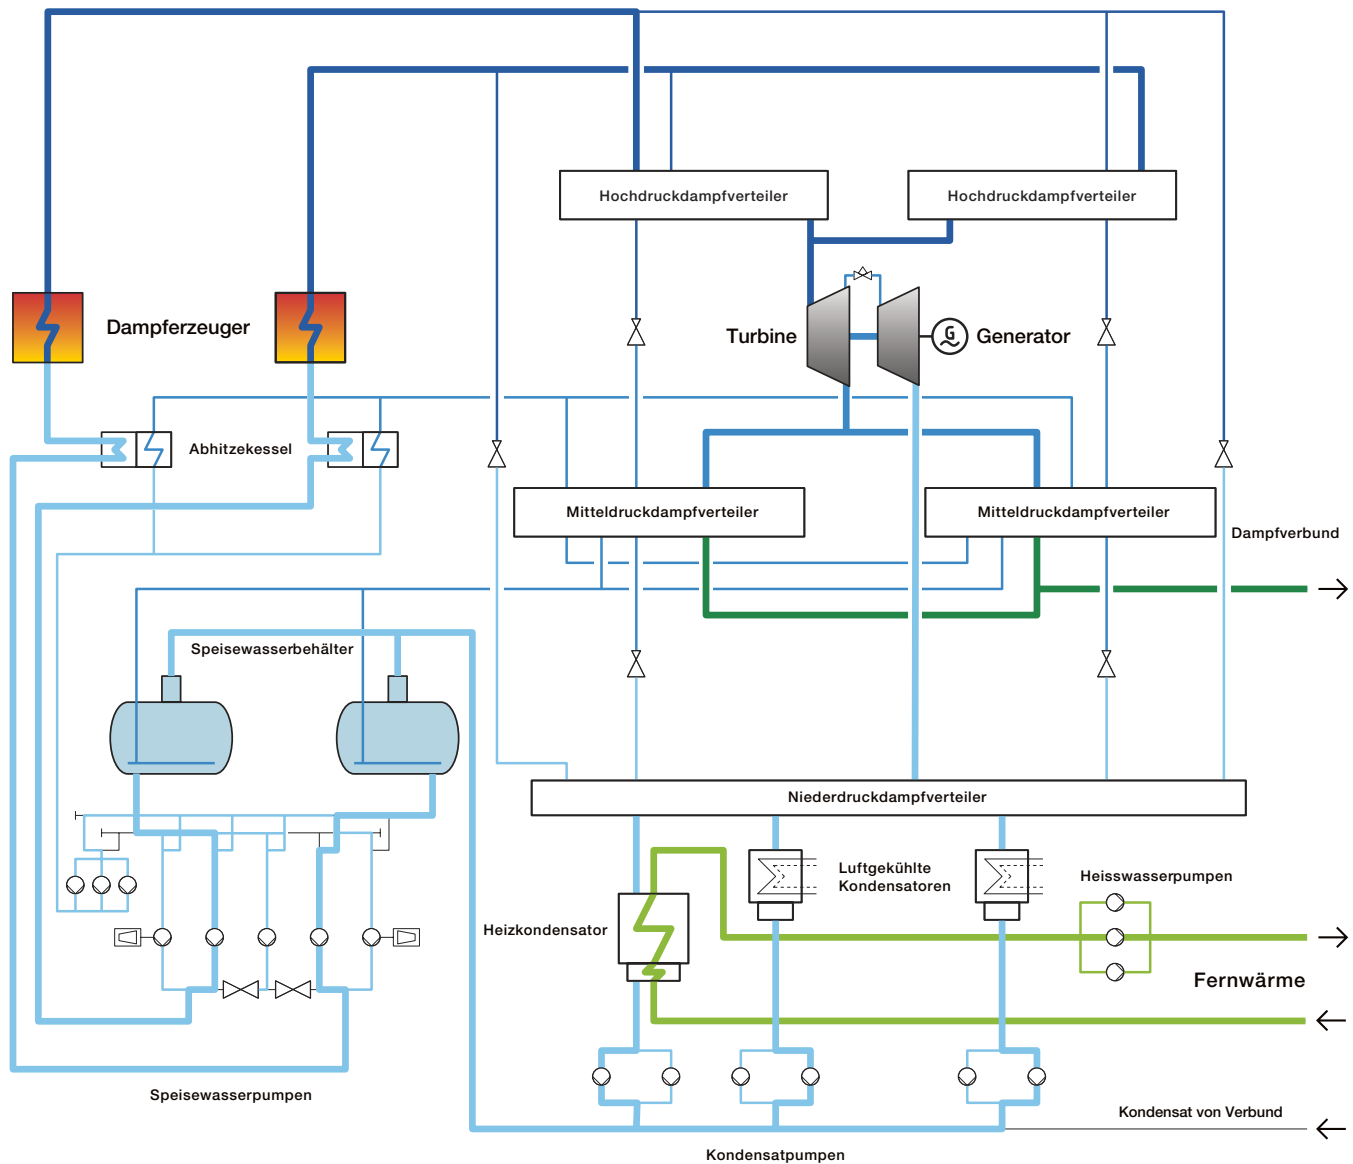 Hochdruckdampfverteiler
Hochdruckdampfverteiler
Dampferzeuger
Turbine
G
Generator
Abhitzekessel
Mitteldruckdampfverteiler
Mitteldruckdampfverteiler
Dampfverbund
Speisewasserbehälter
Niederdruckdampfverteiler
Luftgekühlte
Kondensatoren
Heisswasserpumpen
Heizkondensator
Fernwärme
Speisewasserpumpen
Kondensat von Verbund
Kondensatpumpen